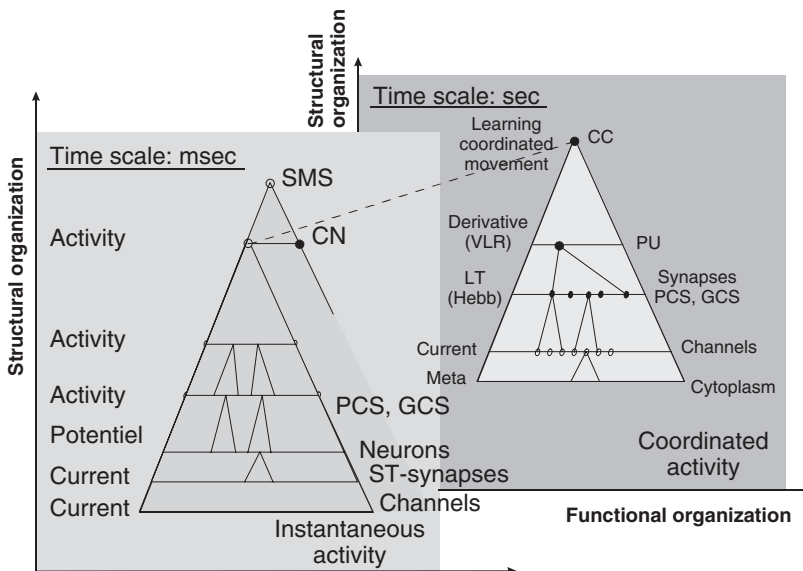 Structural organization
Time scale: msec
SMS
Activity
CN
Activity
Activity
PCS, GCS
Potentiel
Neurons
Current
ST-synapses
Current
Channels
Instantaneous
activity
Structural
organization
Time scale: sec
Learning
coordinated
movement
CC
Derivative
(VLR)
PU
LT
(Hebb)
Synapses
PCS, GCS
Current
Channels
Meta
Cytoplasm
Coordinated
activity
Functional organization